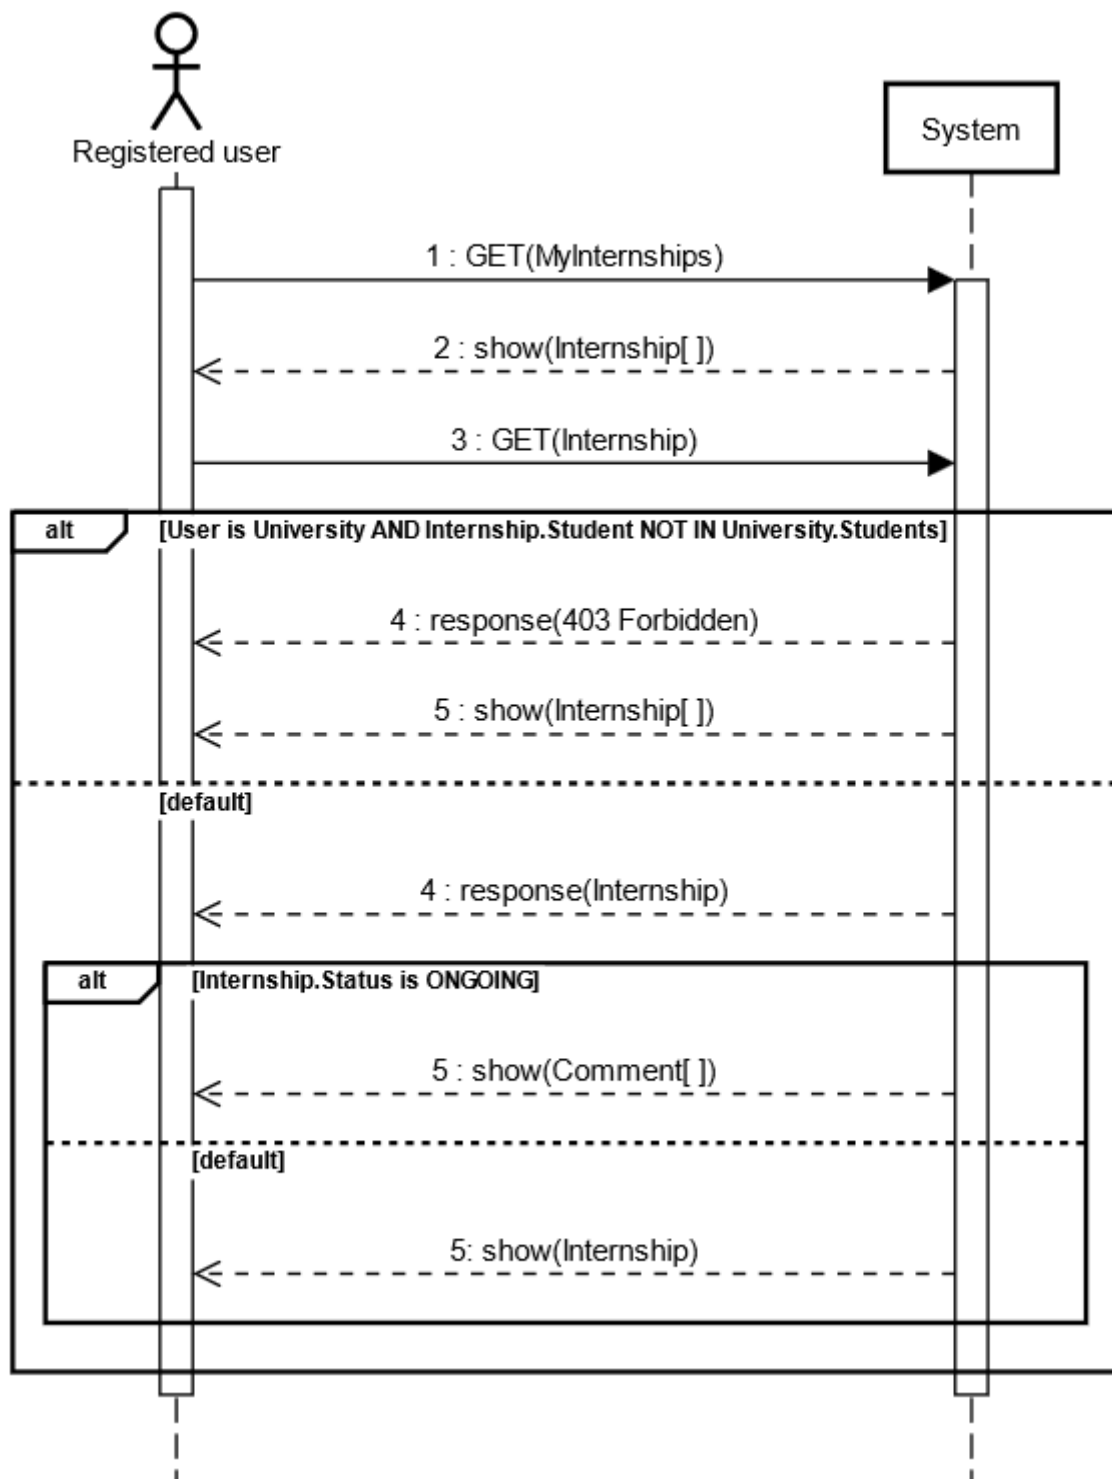 Registered user
System
1 : GET(MyInternships)
2 : show(Internship[ ])
3 : GET(Internship)
alt
[User is University AND Internship.Student NOT IN University.Students]
4 : response(403 Forbidden)
5 : show(Internship[ ])
[default]
4 : response(Internship)
alt
[Internship.Status is ONGOING]
5 : show(Comment[ ])
[default]
5: show(Internship)